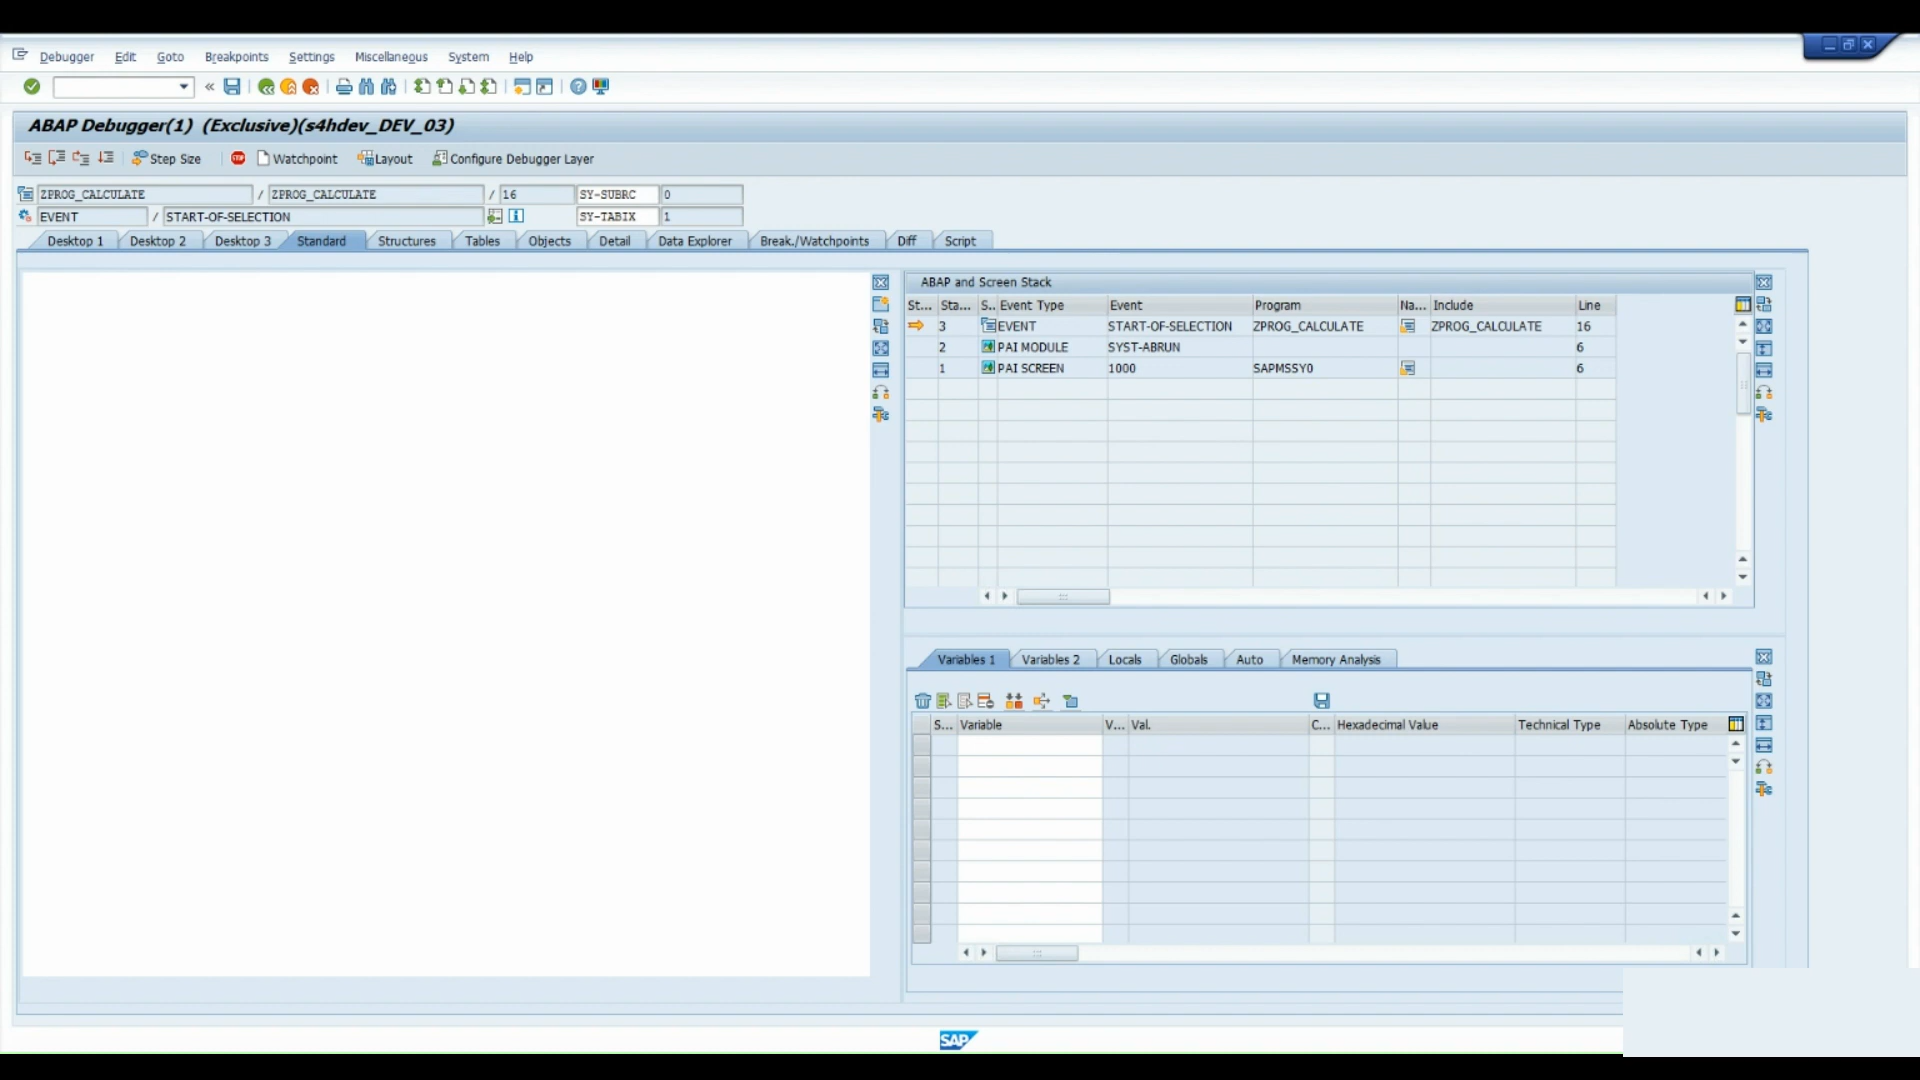 Debugger Edit Goto Breakpoints Settings Miscellaneous System Help
ABAP Debugger(1) (Exclusive)(s4hdev_DEV_03)
Step Size Watchpoint Layout Configure Debugger Layer
ZPROG_CALCULATE / ZPROG_CALCULATE / 16 SY-SUBRC 0
EVENT / START-OF-SELECTION SY-TABIX 1
Desktop 1 Desktop 2 Desktop 3 Standard Structures Tables Objects Detail Data Explorer Break./Watchpoints Diff Script
ABAP and Screen Stack
St... Sta... S.. Event Type Event Program Na... Include Line
3 EVENT START-OF-SELECTION ZPROG_CALCULATE ZPROG_CALCULATE 16
2 PAI MODULE SYST-ABRUN 6
1 PAI SCREEN 1000 SAPMSSY0 6
Variables 1 Variables 2 Locals Globals Auto Memory Analysis
S... Variable V... Val. C... Hexadecimal Value Technical Type Absolute Type
SAP